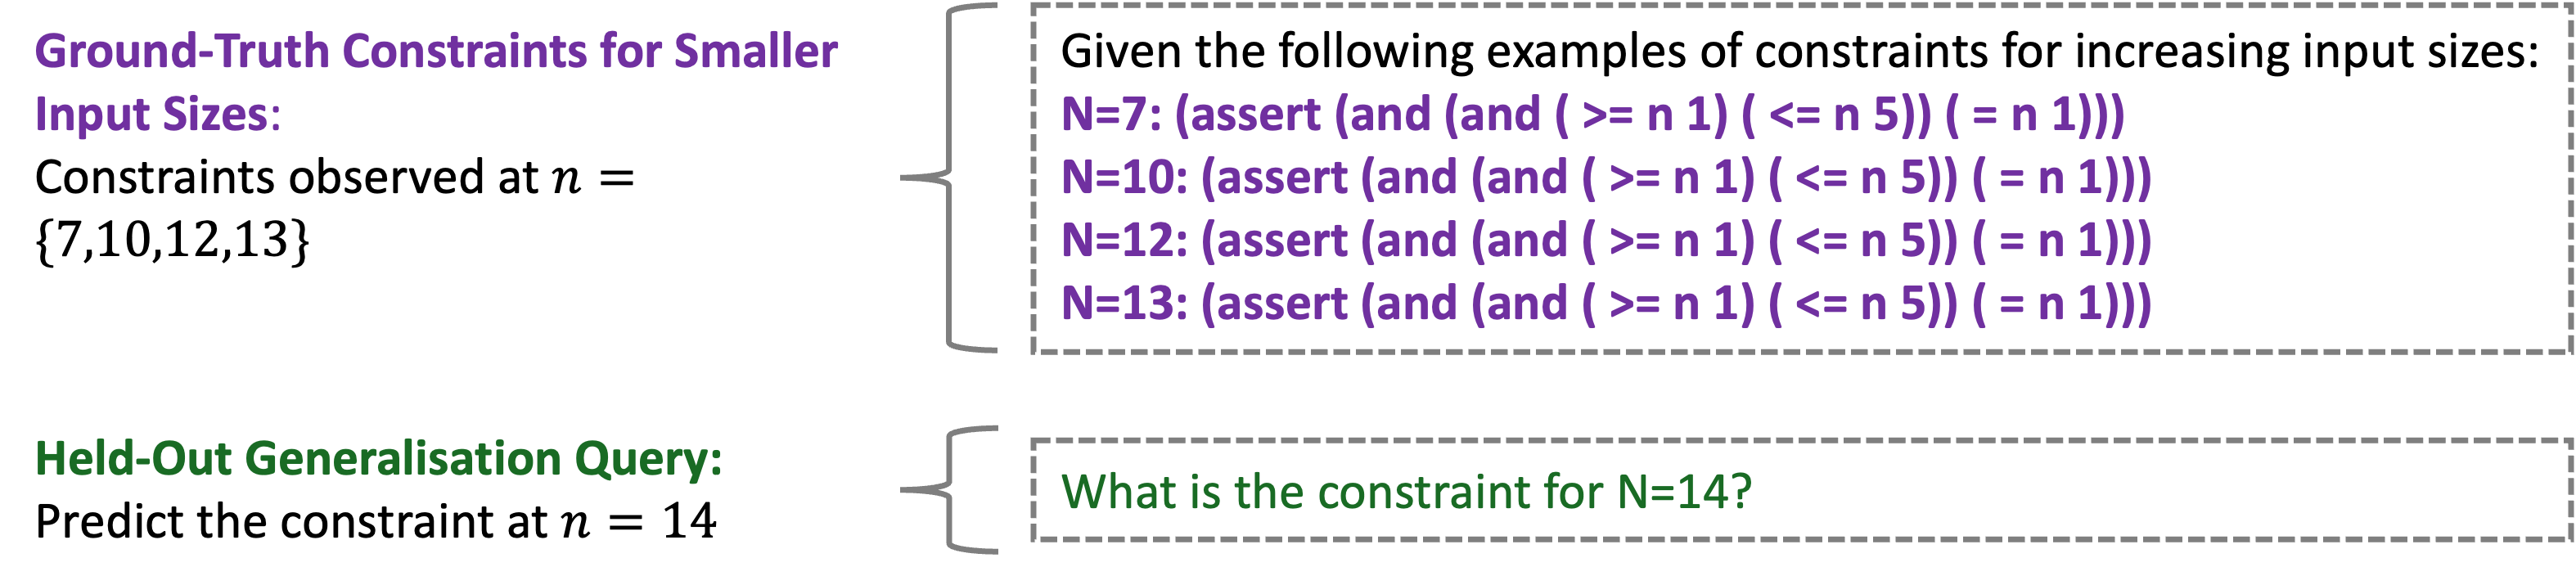 Ground-Truth Constraints for Smaller
Input Sizes:
Constraints observed at n =
{7,10,12,13}
Given the following examples of constraints for increasing input sizes:
N=7: (assert (and (and ( >= n 1) ( <= n 5)) ( = n 1)))
N=10: (assert (and (and ( >= n 1) ( <= n 5)) ( = n 1)))
N=12: (assert (and (and ( >= n 1) ( <= n 5)) ( = n 1)))
N=13: (assert (and (and ( >= n 1) ( <= n 5)) ( = n 1)))
Held-Out Generalisation Query:
Predict the constraint at n = 14
What is the constraint for N=14?